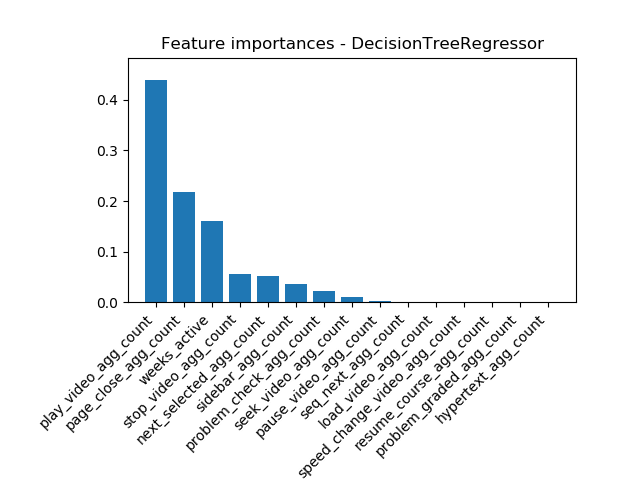 Feature importances - DecisionTreeRegressor
0.4
0.3
0.2
0.1
0.0
play_video_agg_count
page_close_agg_count
weeks_active
stop_video_agg_count
next_selected_agg_count
sidebar_agg_count
problem_check_agg_count
seek_video_agg_count
pause_video_agg_count
seq_next_agg_count
load_video_agg_count
speed_change_video_agg_count
resume_course_agg_count
problem_graded_agg_count
hypertext_agg_count